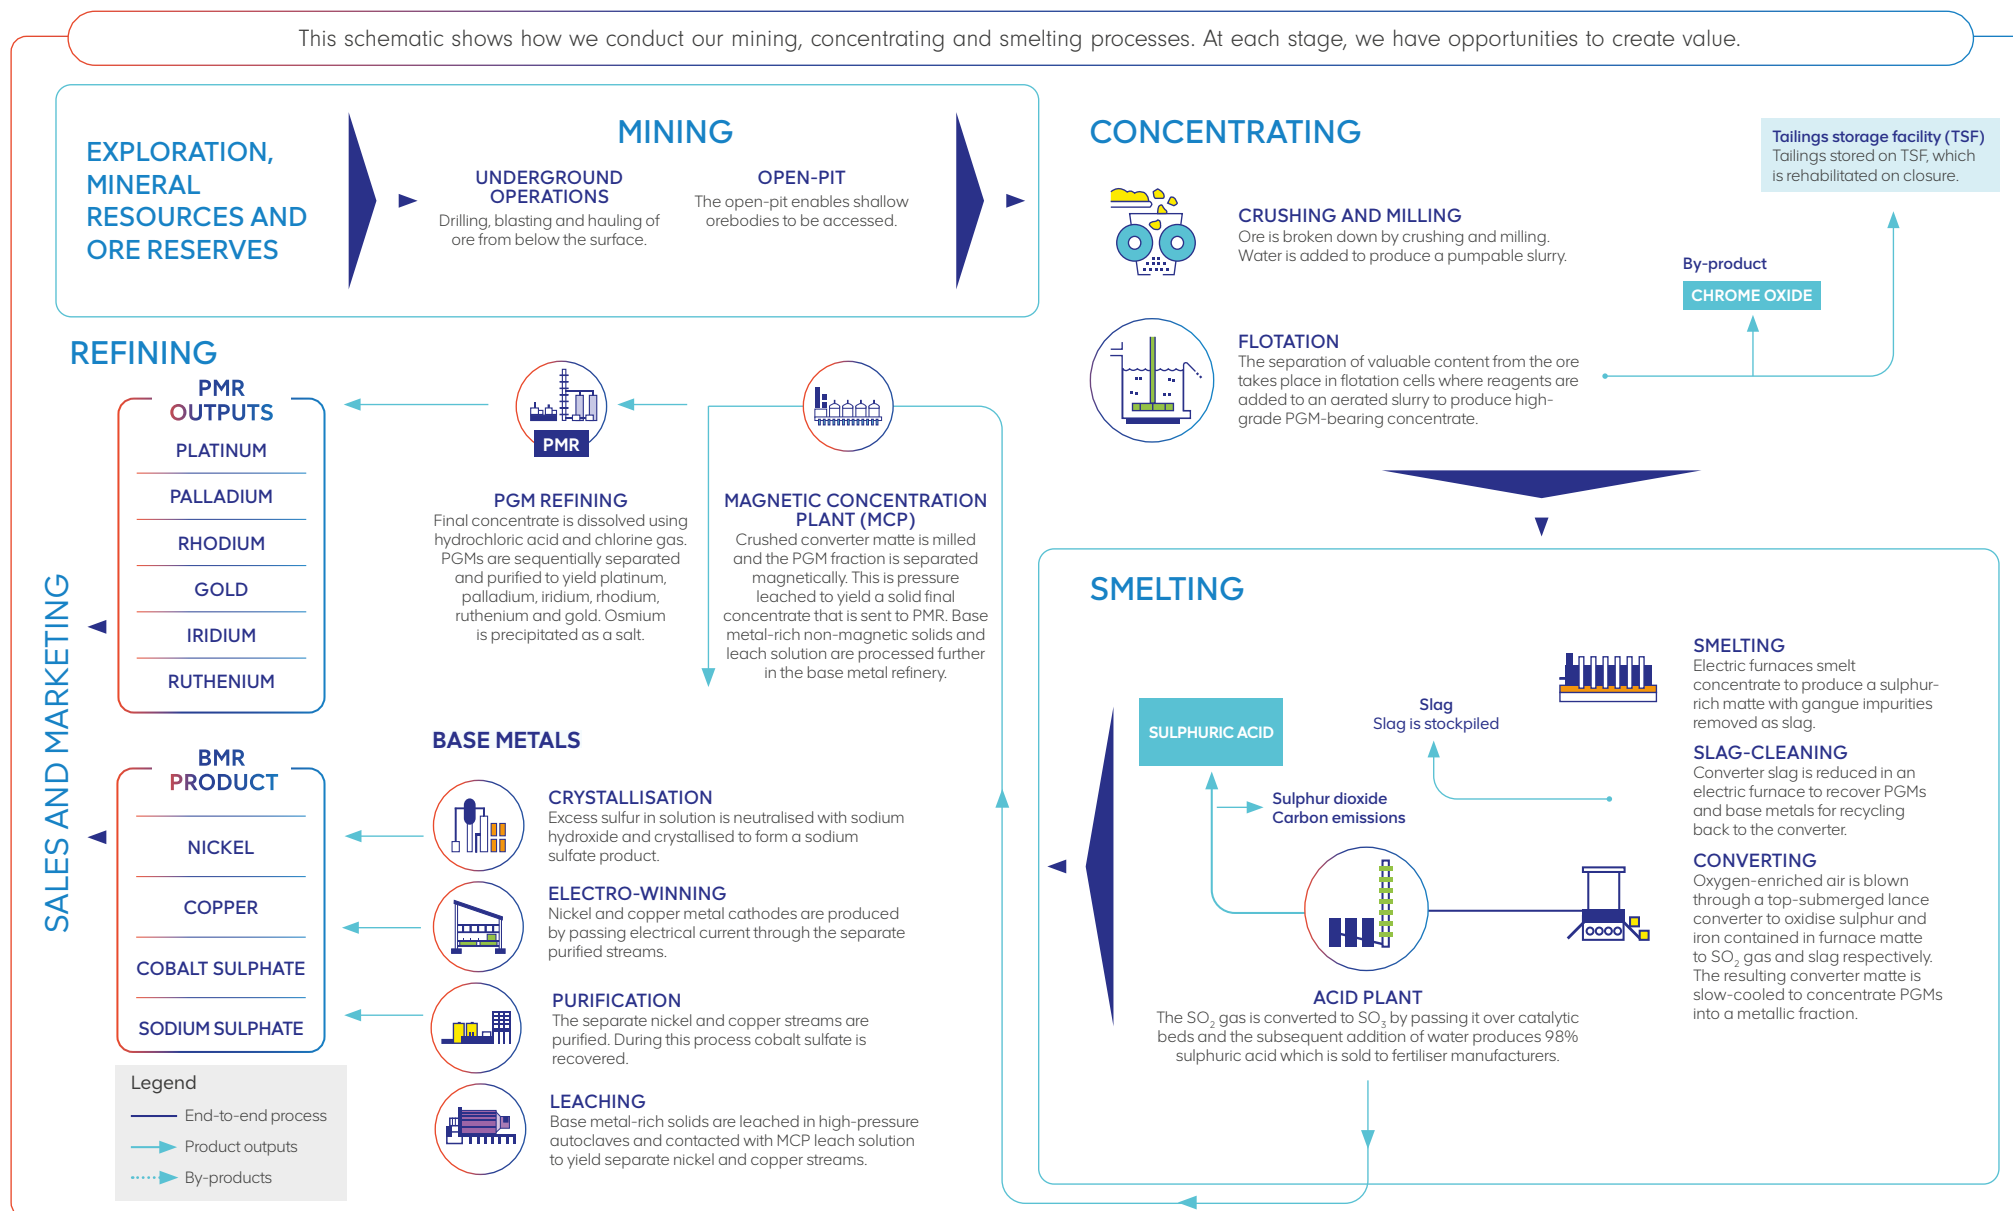 This schematic shows how we conduct our mining, concentrating and smelting processes. At each stage, we have opportunities to create value.
EXPLORATION,
MINERAL
RESOURCES AND
ORE RESERVES
MINING
UNDERGROUND
OPERATIONS
Drilling, blasting and hauling of
ore from below the surface.
OPEN-PIT
The open-pit enables shallow
orebodies to be accessed.
CONCENTRATING
CRUSHING AND MILLING
Ore is broken down by crushing and milling.
Water is added to produce a pumpable slurry.
FLOTATION
The separation of valuable content from the ore
takes place in flotation cells where reagents are
added to an aerated slurry to produce high-
grade PGM-bearing concentrate.
By-product
CHROME OXIDE
Tailings storage facility (TSF)
Tailings stored on TSF, which
is rehabilitated on closure.
SMELTING
SMELTING
Electric furnaces smelt
concentrate to produce a sulphur-
rich matte with gangue impurities
removed as slag.
SLAG-CLEANING
Converter slag is reduced in an
electric furnace to recover PGMs
and base metals for recycling
back to the converter.
CONVERTING
Oxygen-enriched air is blown
through a top-submerged lance
converter to oxidise sulphur and
iron contained in furnace matte
to SO2 gas and slag respectively.
The resulting converter matte is
slow-cooled to concentrate PGMs
into a metallic fraction.
Slag
Slag is stockpiled
SULPHURIC ACID
Sulphur dioxide
Carbon emissions
ACID PLANT
The SO2 gas is converted to SO3 by passing it over catalytic
beds and the subsequent addition of water produces 98%
sulphuric acid which is sold to fertiliser manufacturers.
REFINING
MAGNETIC CONCENTRATION
PLANT (MCP)
Crushed converter matte is milled
and the PGM fraction is separated
magnetically. This is pressure
leached to yield a solid final
concentrate that is sent to PMR. Base
metal-rich non-magnetic solids and
leach solution are processed further
in the base metal refinery.
PMR
PGM REFINING
Final concentrate is dissolved using
hydrochloric acid and chlorine gas.
PGMs are sequentially separated
and purified to yield platinum,
palladium, iridium, rhodium,
ruthenium and gold. Osmium
is precipitated as a salt.
PMR
OUTPUTS
PLATINUM
PALLADIUM
RHODIUM
GOLD
IRIDIUM
RUTHENIUM
BASE METALS
CRYSTALLISATION
Excess sulfur in solution is neutralised with sodium
hydroxide and crystallised to form a sodium
sulfate product.
ELECTRO-WINNING
Nickel and copper metal cathodes are produced
by passing electrical current through the separate
purified streams.
PURIFICATION
The separate nickel and copper streams are
purified. During this process cobalt sulfate is
recovered.
LEACHING
Base metal-rich solids are leached in high-pressure
autoclaves and contacted with MCP leach solution
to yield separate nickel and copper streams.
BMR
PRODUCT
NICKEL
COPPER
COBALT SULPHATE
SODIUM SULPHATE
SALES AND MARKETING
Legend
End-to-end process
Product outputs
By-products